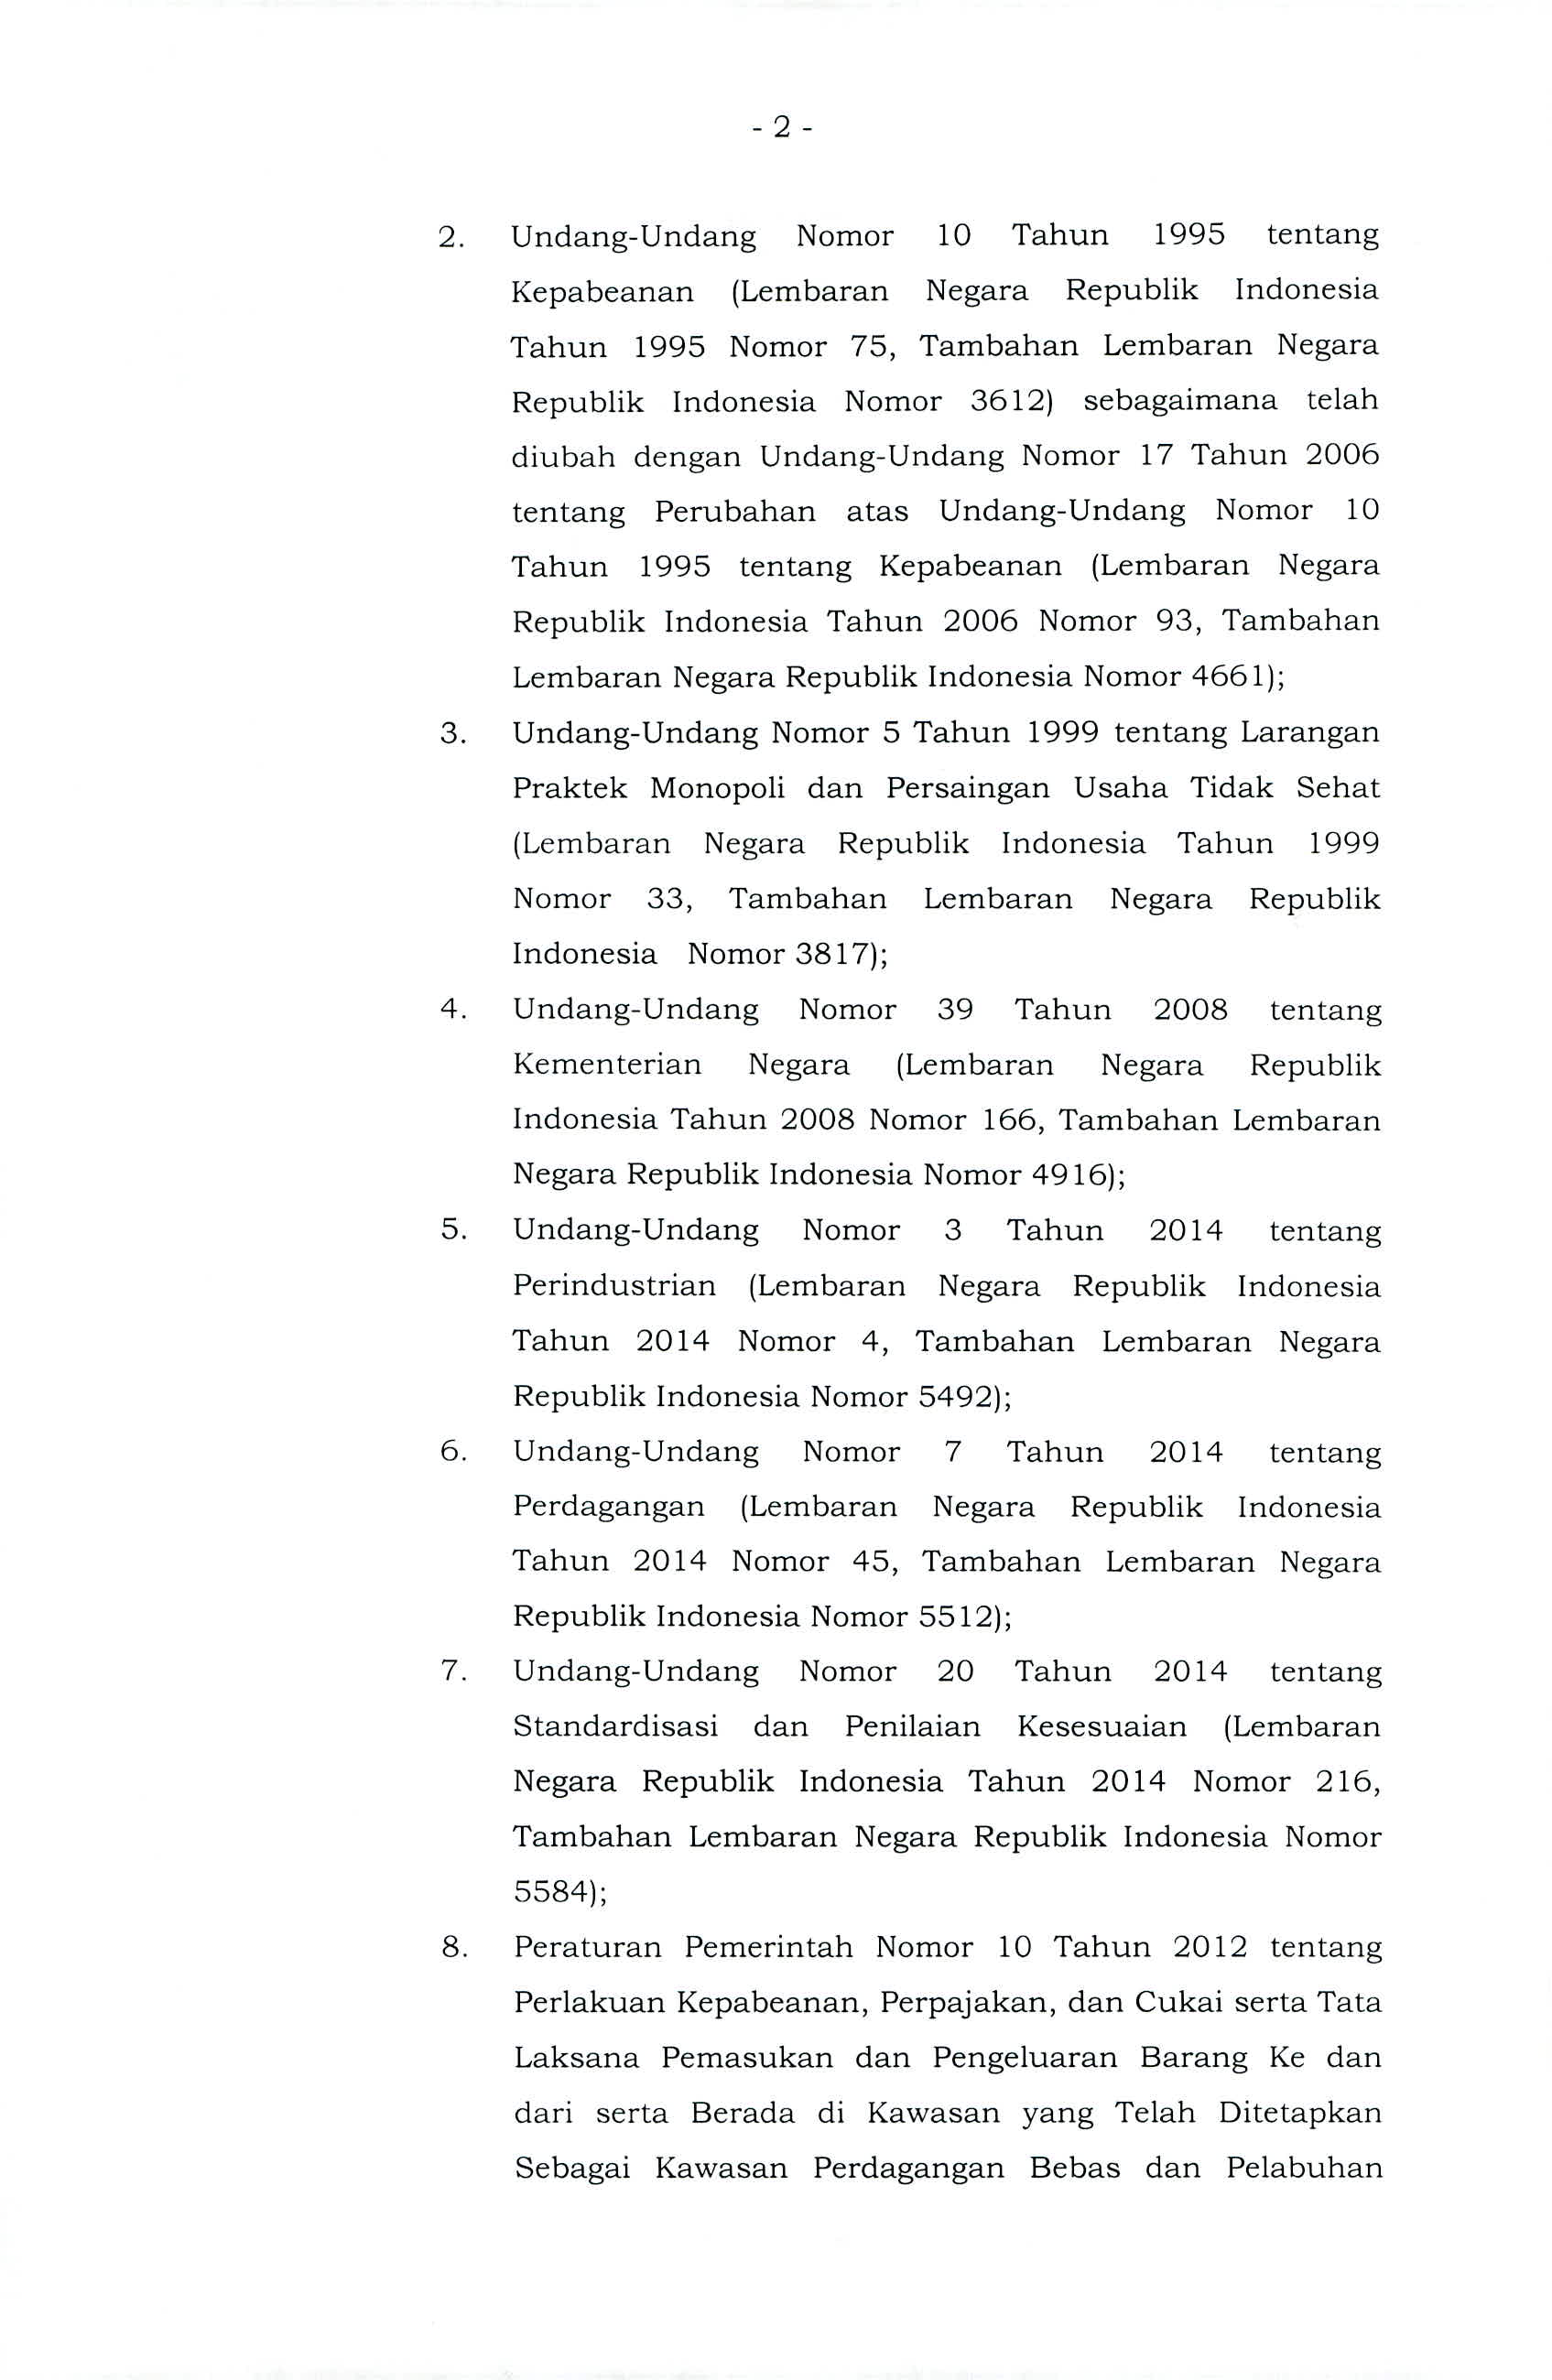 - 2 -
2. Undang-Undang Nomor 10 Tahun 1995 tentang
Kepabeanan (Lembaran Negara Republik Indonesia
Tahun 1995 Nomor 75, Tambahan Lembaran Negara
Republik Indonesia Nomor 3612) sebagaimana telah
diubah dengan Undang-Undang Nomor 17 Tahun 2006
tentang Perubahan atas Undang-Undang Nomor 10
Tahun 1995 tentang Kepabeanan (Lembaran Negara
Republik Indonesia Tahun 2006 Nomor 93, Tambahan
Lembaran Negara Republik Indonesia Nomor 4661);
3. Undang-Undang Nomor 5 Tahun 1999 tentang Larangan
Praktek Monopoli dan Persaingan Usaha Tidak Sehat
(Lembaran Negara Republik Indonesia Tahun 1999
Nomor 33, Tambahan Lembaran Negara Republik
Indonesia Nomor 3817);
4. Undang-Undang Nomor 39 Tahun 2008 tentang
Kementerian Negara (Lembaran Negara Republik
Indonesia Tahun 2008 Nomor 166, Tambahan Lembaran
Negara Republik Indonesia Nomor 4916);
5. Undang-Undang Nomor 3 Tahun 2014 tentang
Perindustrian (Lembaran Negara Republik Indonesia
Tahun 2014 Nomor 4, Tambahan Lembaran Negara
Republik Indonesia Nomor 5492);
6. Undang-Undang Nomor 7 Tahun 2014 tentang
Perdagangan (Lembaran Negara Republik Indonesia
Tahun 2014 Nomor 45, Tambahan Lembaran Negara
Republik Indonesia Nomor 5512);
7. Undang-Undang Nomor 20 Tahun 2014 tentang
Standardisasi dan Penilaian Kesesuaian (Lembaran
Negara Republik Indonesia Tahun 2014 Nomor 216,
Tambahan Lembaran Negara Republik Indonesia Nomor
5584);
8. Peraturan Pemerintah Nomor 10 Tahun 2012 tentang
Perlakuan Kepabeanan, Perpajakan, dan Cukai serta Tata
Laksana Pemasukan dan Pengeluaran Barang Ke dan
dari serta Berada di Kawasan yang Telah Ditetapkan
Sebagai Kawasan Perdagangan Bebas dan Pelabuhan